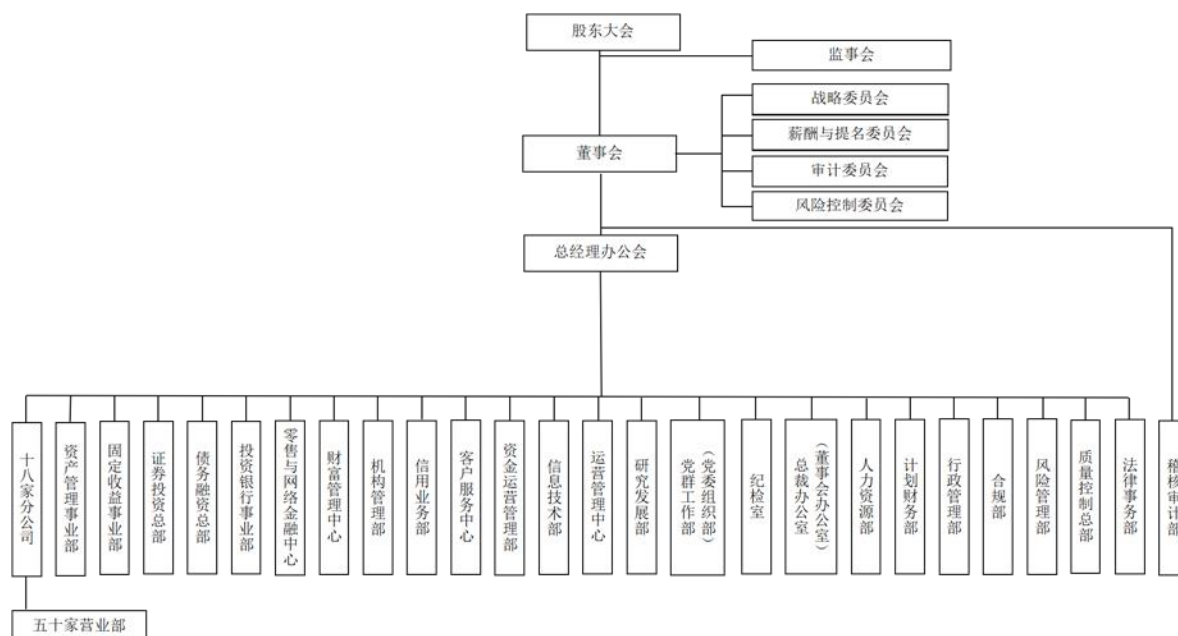 股东大会
监事会
战略委员会
薪酬与提名委员会
董事会
审计委员会
风险控制委员会
总经理办公会
十八家分公司
资产管理事业部
固定收益事业部
证券投资总部
债务融资总部
投资银行事业部
零售与网络金融中心
财富管理中心
机构管理部
信用业务部
客户服务中心
资金运营管理部
信息技术部
运营管理中心
研究发展部
(党委组织部)
党群工作部
纪检室
(董事会办公室)
总裁办公室
人力资源部
计划财务部
行政管理部
合规部
风险管理部
质量控制总部
法律事务部
稽核审计部
五十家营业部